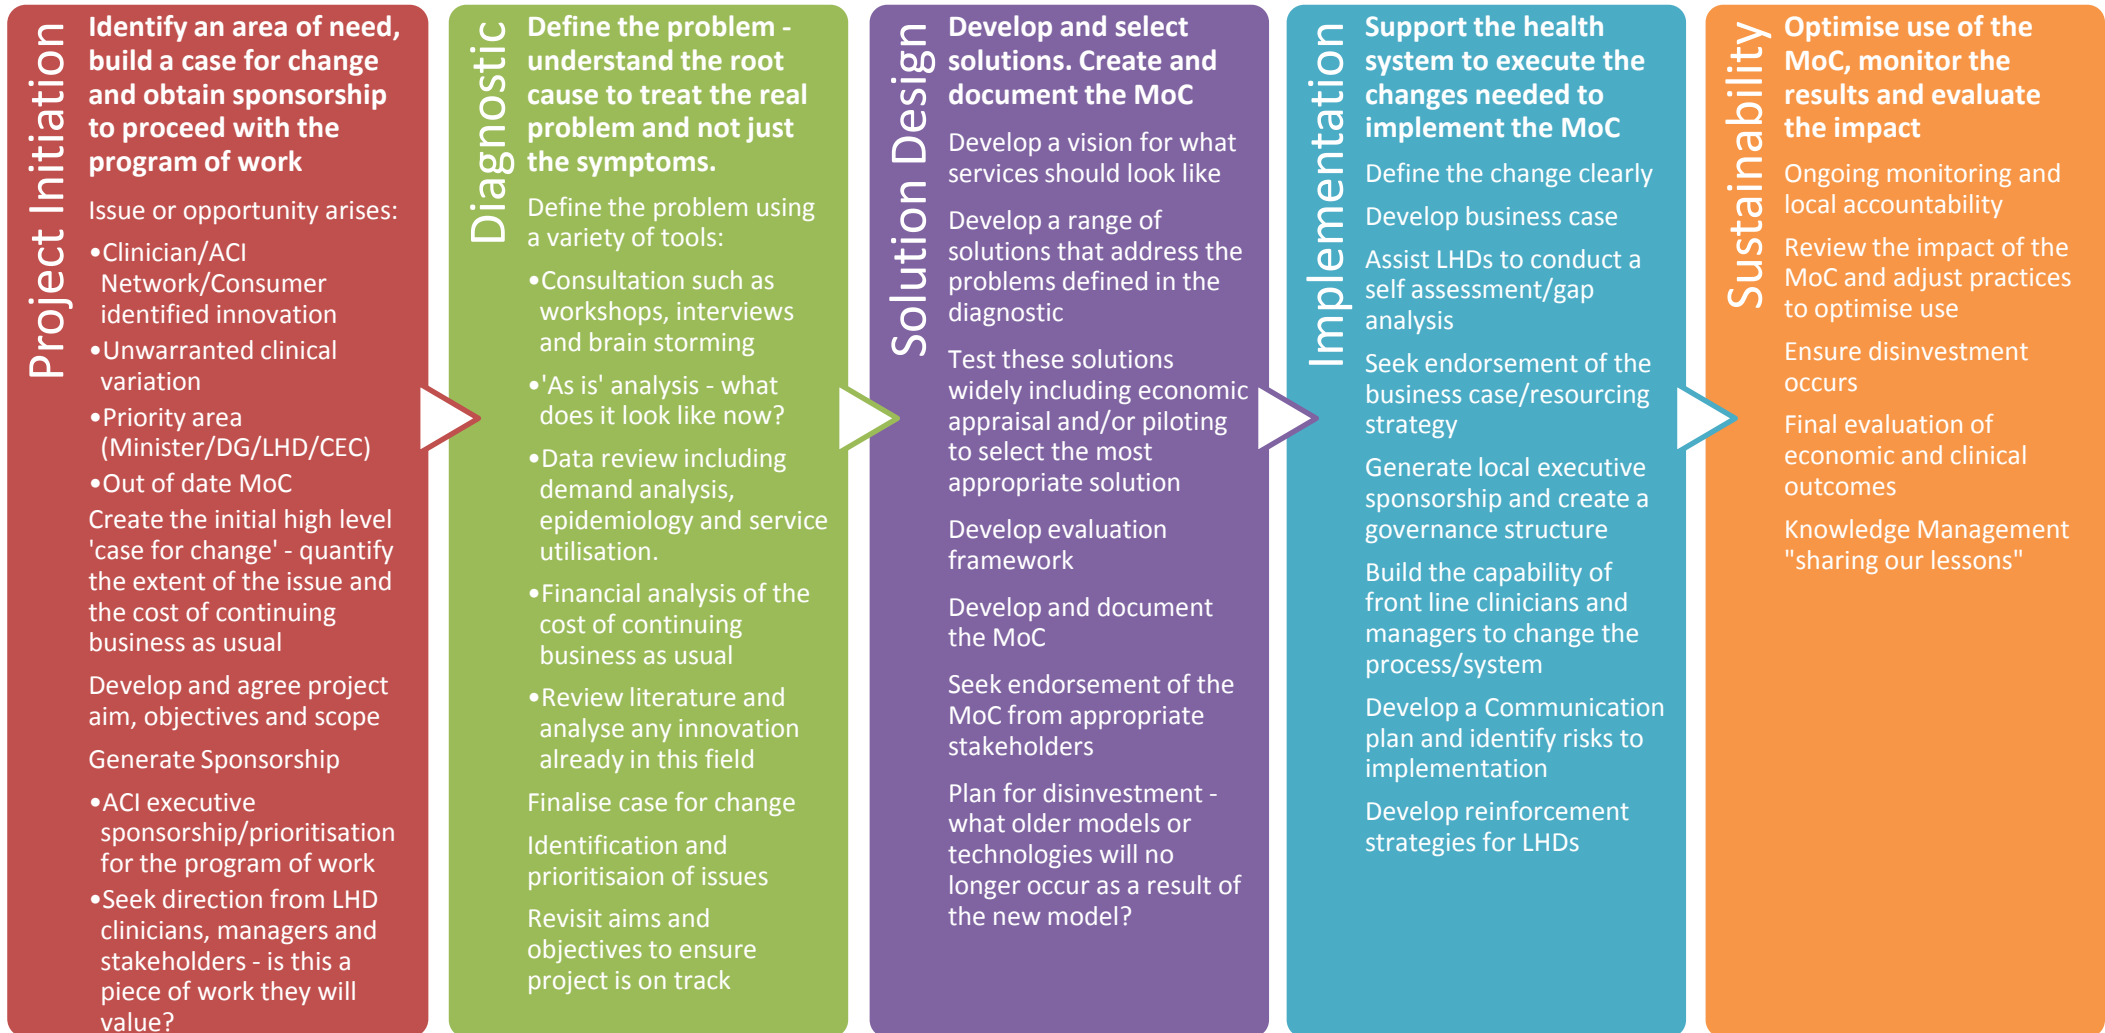 Project Initiation
Identify an area of need,
build a case for change
and obtain sponsorship
to proceed with the
program of work
Issue or opportunity arises:
•Clinician/ACI
Network/Consumer
identified innovation
•Unwarranted clinical
variation
•Priority area
(Minister/DG/LHD/CEC)
•Out of date MoC
Create the initial high level
'case for change' - quantify
the extent of the issue and
the cost of continuing
business as usual
Develop and agree project
aim, objectives and scope
Generate Sponsorship
•ACI executive
sponsorship/prioritisation
for the program of work
•Seek direction from LHD
clinicians, managers and
stakeholders - is this a
piece of work they will
value?
Diagnostic
Define the problem -
understand the root
cause to treat the real
problem and not just
the symptoms.
Define the problem using
a variety of tools:
•Consultation such as
workshops, interviews
and brain storming
•'As is' analysis - what
does it look like now?
•Data review including
demand analysis,
epidemiology and service
utilisation.
•Financial analysis of the
cost of continuing
business as usual
•Review literature and
analyse any innovation
already in this field
Finalise case for change
Identification and
prioritisaion of issues
Revisit aims and
objectives to ensure
project is on track
Solution Design
Develop and select
solutions. Create and
document the MoC
Develop a vision for what
services should look like
Develop a range of
solutions that address the
problems defined in the
diagnostic
Test these solutions
widely including economic
appraisal and/or piloting
to select the most
appropriate solution
Develop evaluation
framework
Develop and document
the MoC
Seek endorsement of the
MoC from appropriate
stakeholders
Plan for disinvestment -
what older models or
technologies will no
longer occur as a result of
the new model?
Implementation
Support the health
system to execute the
changes needed to
implement the MoC
Define the change clearly
Develop business case
Assist LHDs to conduct a
self assessment/gap
analysis
Seek endorsement of the
business case/resourcing
strategy
Generate local executive
sponsorship and create a
governance structure
Build the capability of
front line clinicians and
managers to change the
process/system
Develop a Communication
plan and identify risks to
implementation
Develop reinforcement
strategies for LHDs
Sustainability
Optimise use of the
MoC, monitor the
results and evaluate
the impact
Ongoing monitoring and
local accountability
Review the impact of the
MoC and adjust practices
to optimise use
Ensure disinvestment
occurs
Final evaluation of
economic and clinical
outcomes
Knowledge Management
"sharing our lessons"